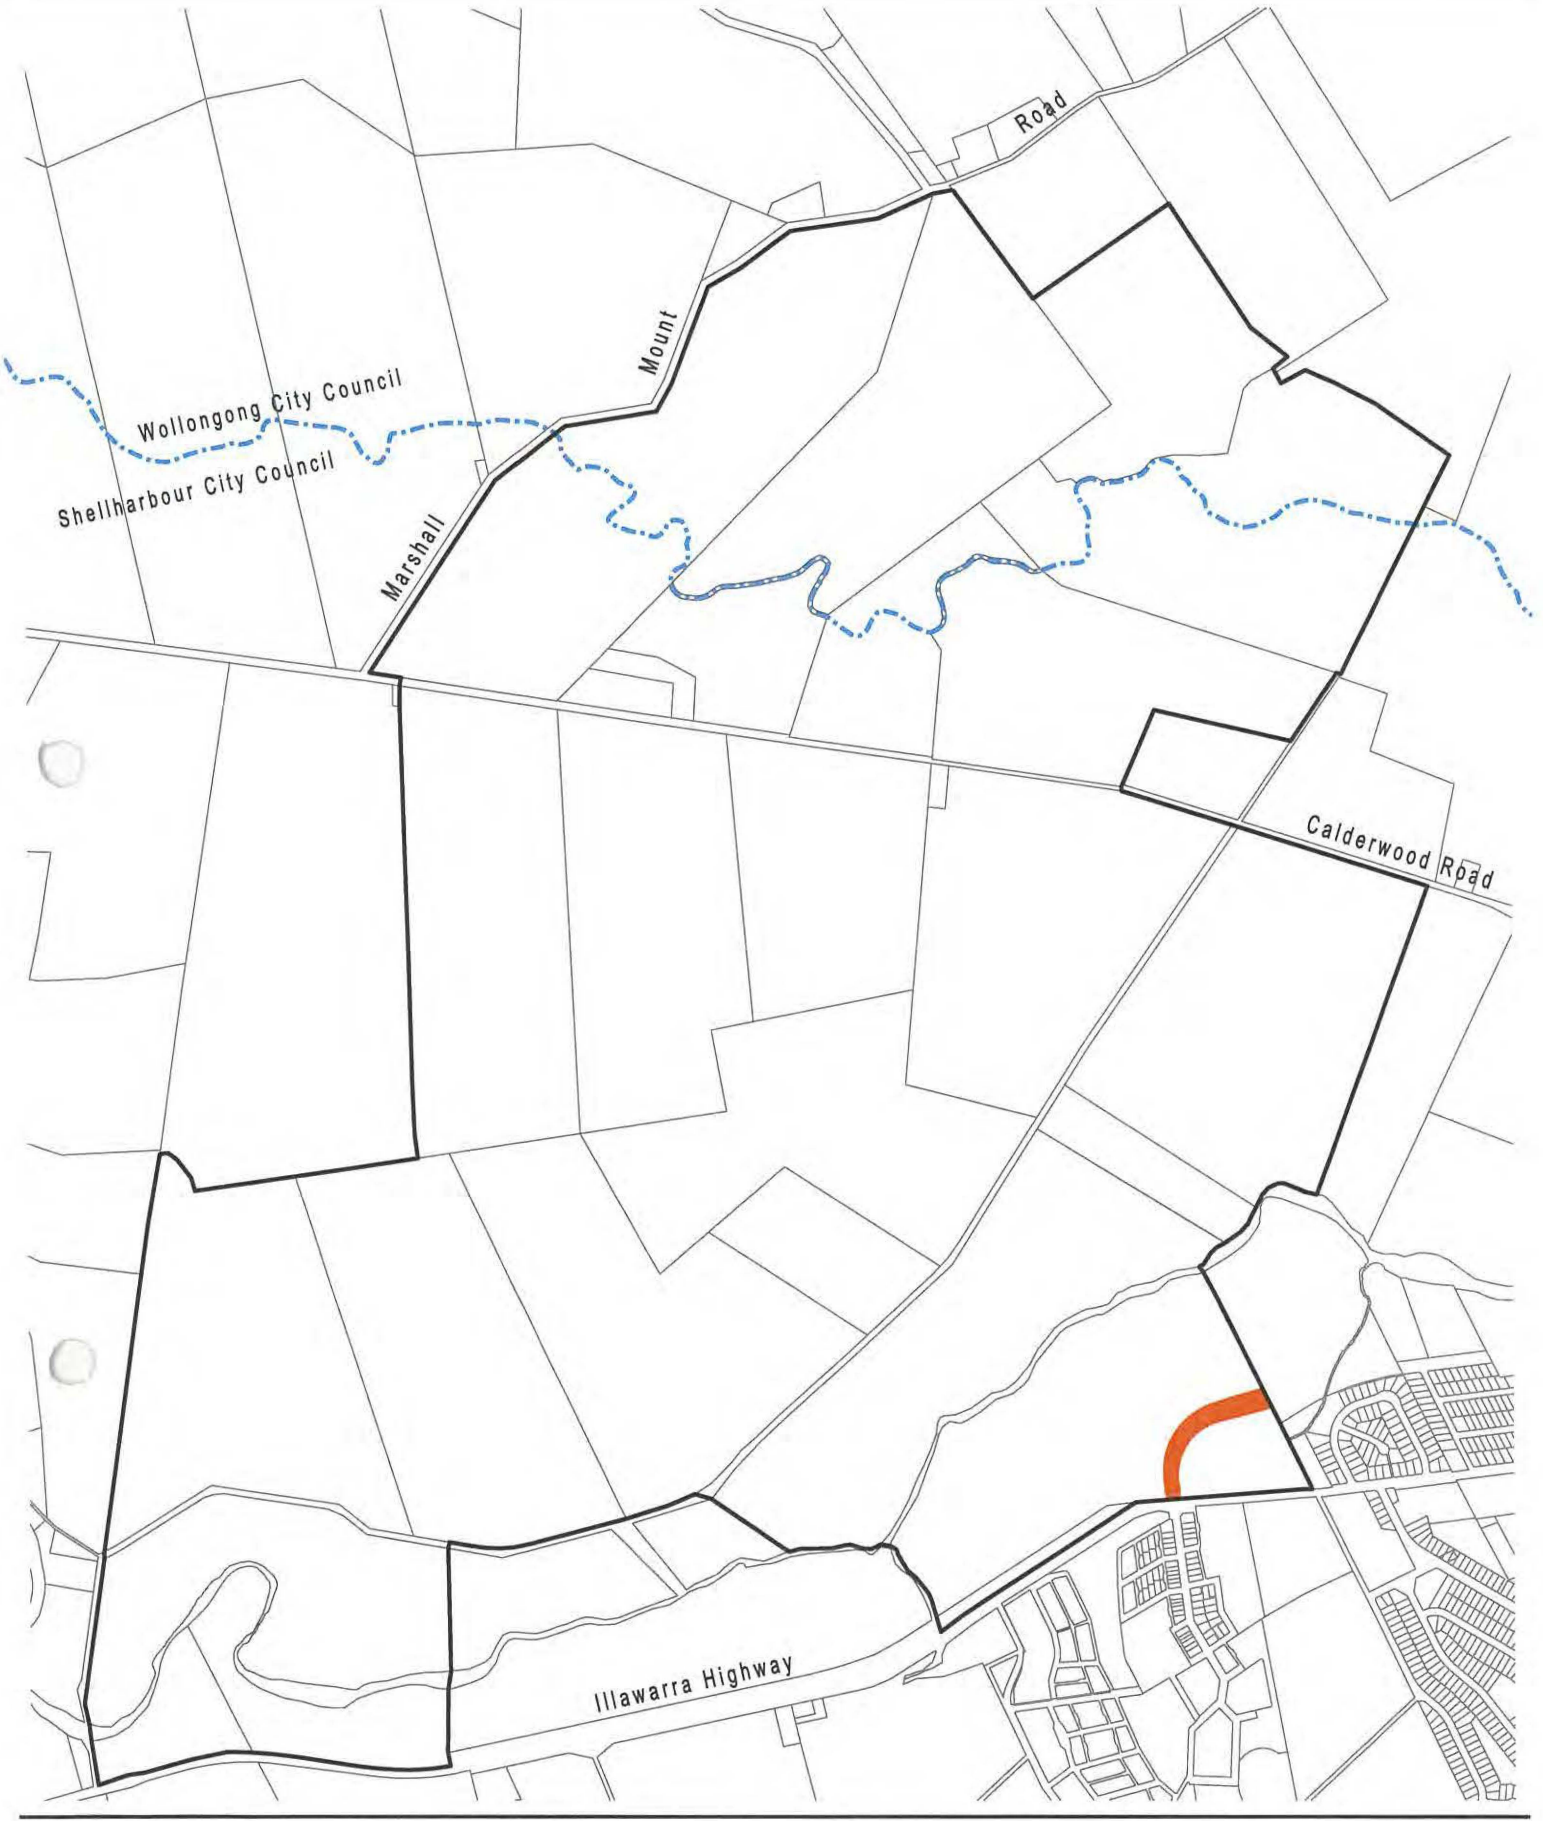 Road
Mount
Wollongong City Council
Shellharbour City Council
Marshall
Calderwood Road
Illawarra Highway